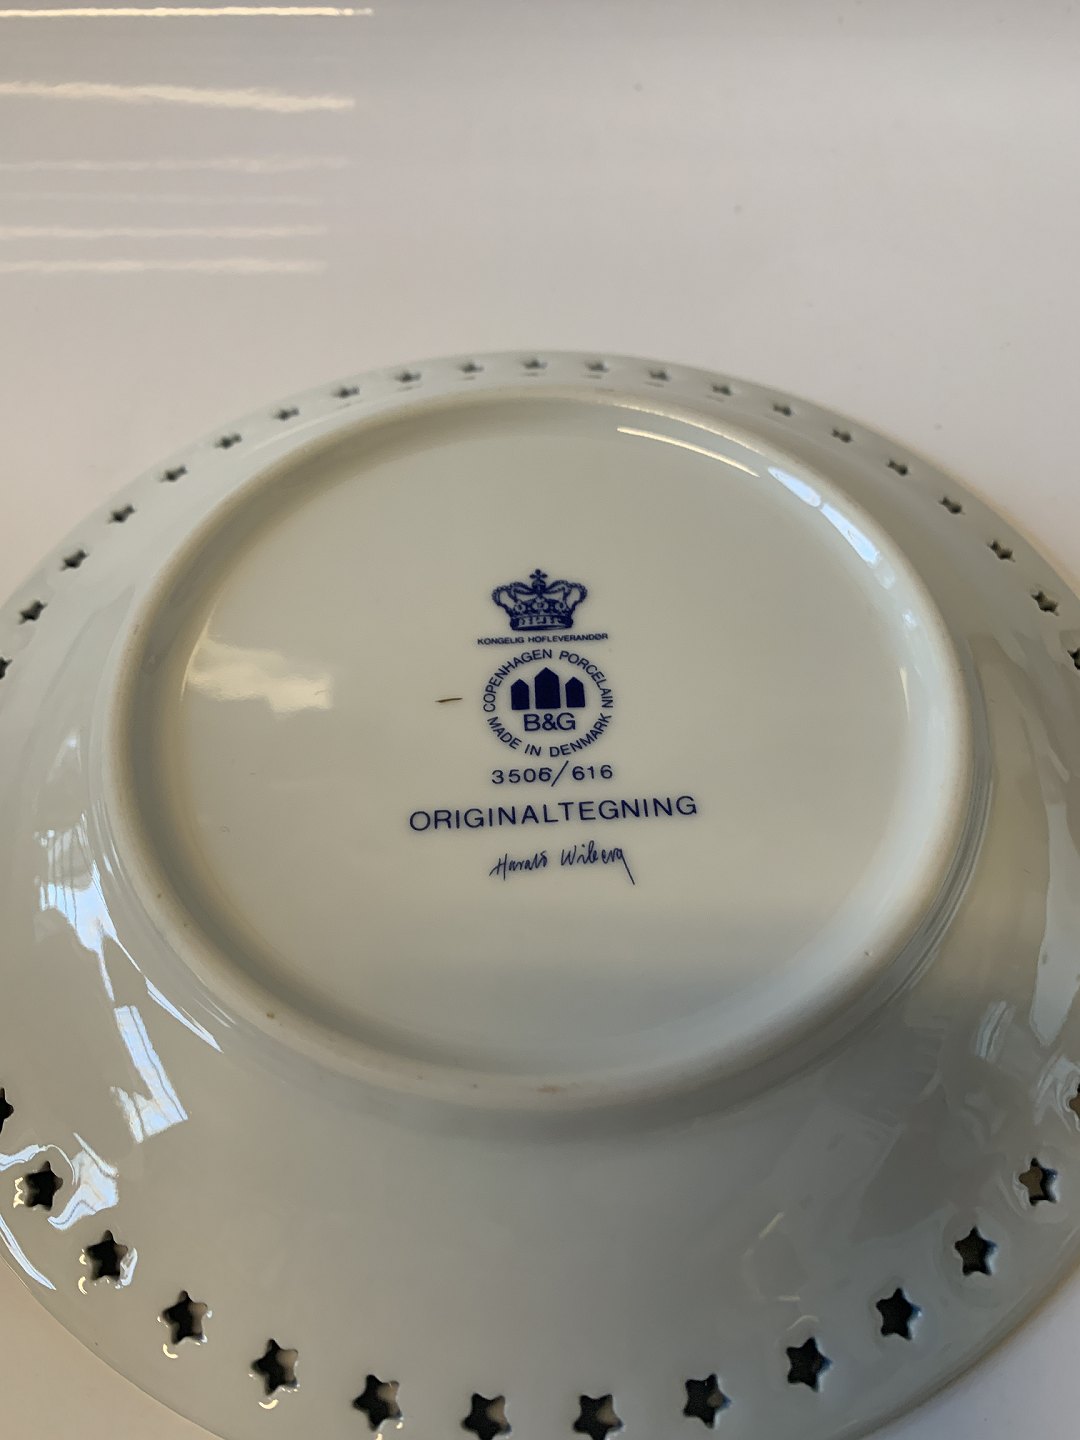 KONGELIG HOFLEVERANDØR
COPENHAGEN PORCELAIN
B&G
MADE IN DENMARK
3506/616
ORIGINALTEGNING
Harald Wiberg